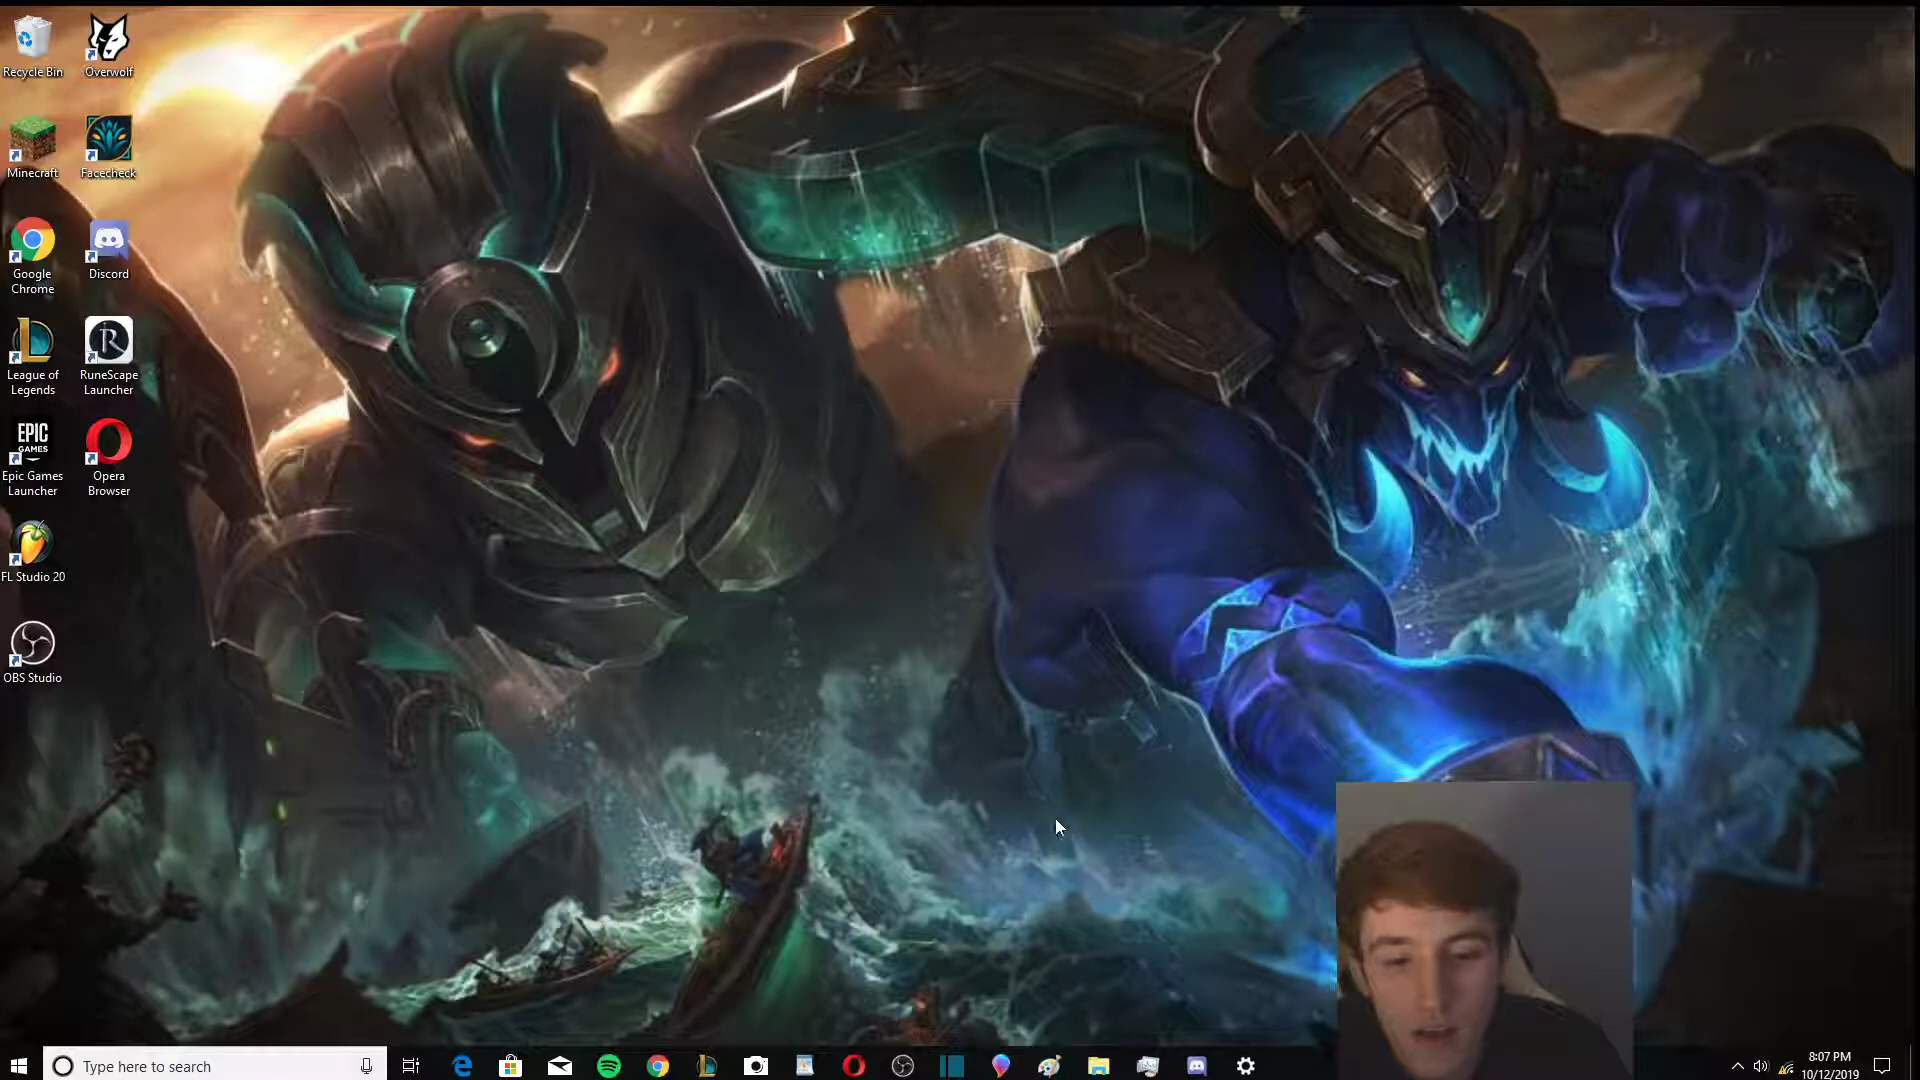 Recycle Bin
Overwolf
Minecraft
Facecheck
Google
Chrome
Discord
League of
Legends
RuneScape
Launcher
EPIC
GAMES
Epic Games
Launcher
Opera
Browser
FL Studio 20
OBS Studio
Type here to search
8:07 PM
10/12/2019